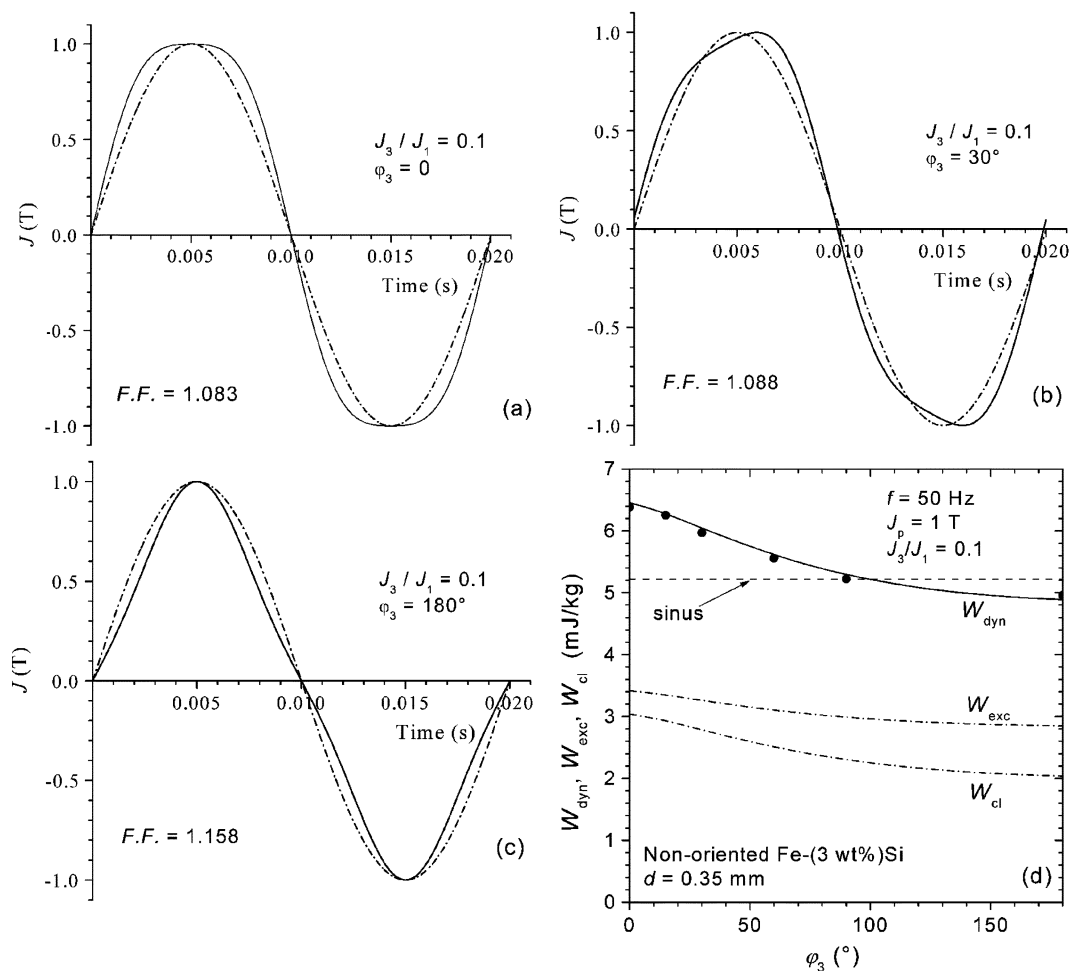 1.0
0.5
0.0
-0.5
-1.0
J (T)
0.005
0.010
0.015
0.020
Time (s)
J3 / J1 = 0.1
φ3 = 0
F.F. = 1.083
(a)
1.0
0.5
0.0
-0.5
-1.0
J (T)
0.005
0.010
0.015
0.020
Time (s)
J3 / J1 = 0.1
φ3 = 30°
F.F. = 1.088
(b)
1.0
0.5
0.0
-0.5
-1.0
J (T)
0.005
0.010
0.015
0.020
Time (s)
J3 / J1 = 0.1
φ3 = 180°
F.F. = 1.158
(c)
7
6
5
4
3
2
1
0
Wdyn, Wexc, Wcl (mJ/kg)
f = 50 Hz
Jp = 1 T
J3/J1 = 0.1
sinus
Wdyn
Wexc
Wcl
Non-oriented Fe-(3 wt%)Si
d = 0.35 mm
(d)
0
50
100
150
φ3 (°)